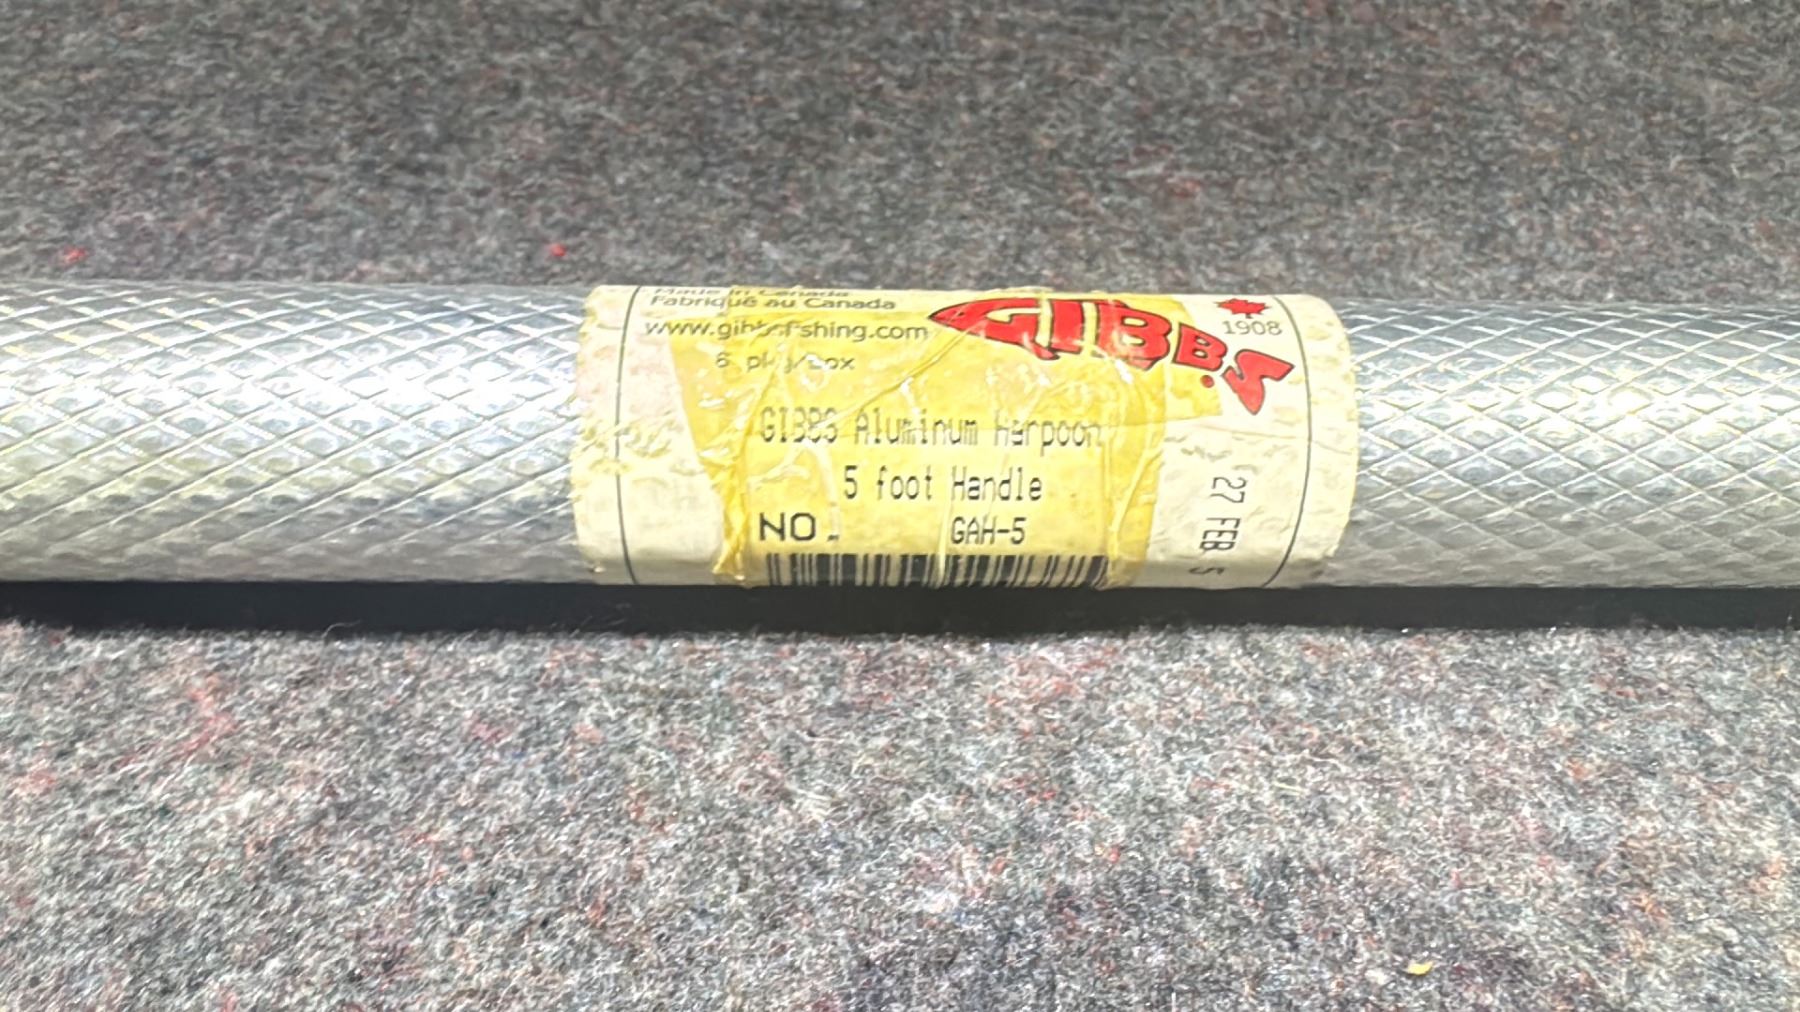 Made in Canada
Fabriqué au Canada
www.gibbsfishing.com
GIBBS
1908
6
GIBBS Aluminum Harpoon
5 foot Handle
NO. GAH-5
27 FEB